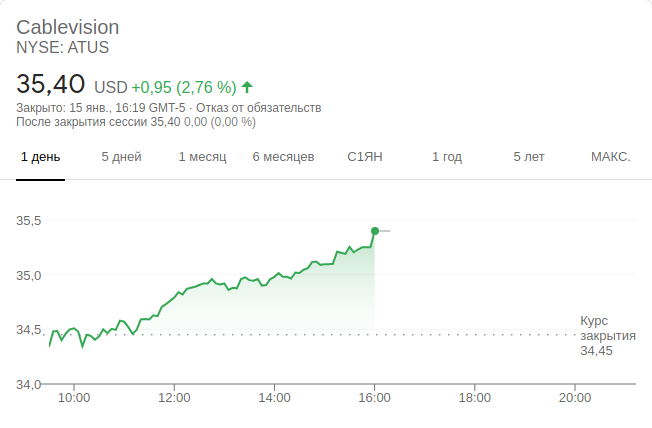 Cablevision
NYSE: ATUS
35,40 USD +0,95 (2,76 %)
Закрыто: 15 янв., 16:19 GMT-5 · Отказ от обязательств
После закрытия сессии 35,40 0,00 (0,00 %)
1 день 5 дней 1 месяц 6 месяцев С1ЯН 1 год 5 лет МАКС.
35,5
35,0
34,5
34,0
Курс
закрытия
34,45
10:00 12:00 14:00 16:00 18:00 20:00